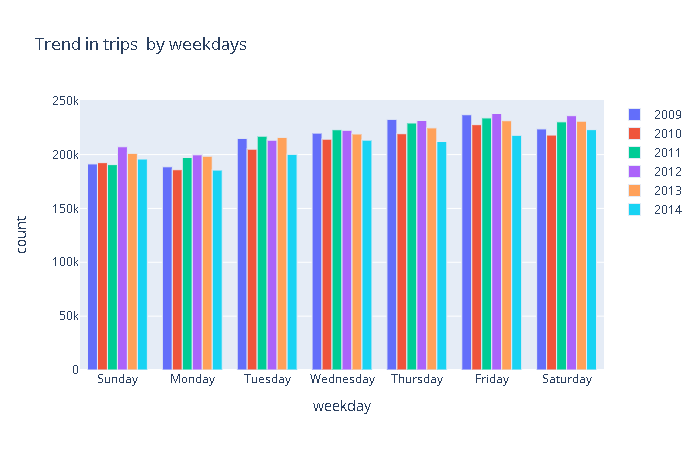 Trend in trips  by weekdays
250k
200k
150k
100k
50k
0
count
Sunday Monday Tuesday Wednesday Thursday Friday Saturday
weekday
2009
2010
2011
2012
2013
2014